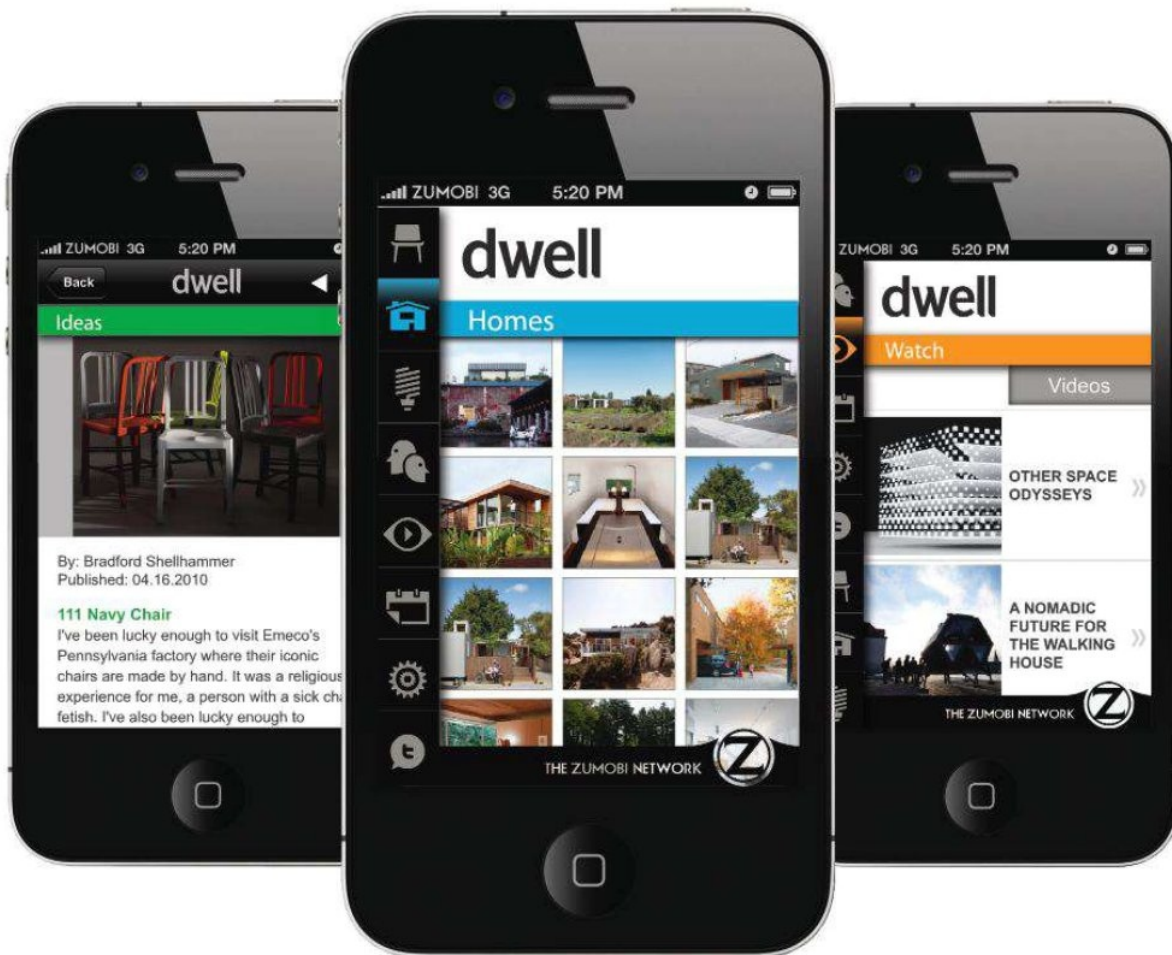 ZUMOBI 3G 5:20 PM
Back dwell
Ideas
By: Bradford Shellhammer
Published: 04.16.2010
111 Navy Chair
I've been lucky enough to visit Emeco's
Pennsylvania factory where their iconic
chairs are made by hand. It was a religious
experience for me, a person with a sick
fetish. I've also been lucky enough to
ZUMOBI 3G 5:20 PM
dwell
Homes
THE ZUMOBI NETWORK
Z
ZUMOBI 3G 5:20 PM
dwell
Watch
Videos
OTHER SPACE
ODYSSEYS
A NOMADIC
FUTURE FOR
THE WALKING
HOUSE
THE ZUMOBI NETWORK
Z